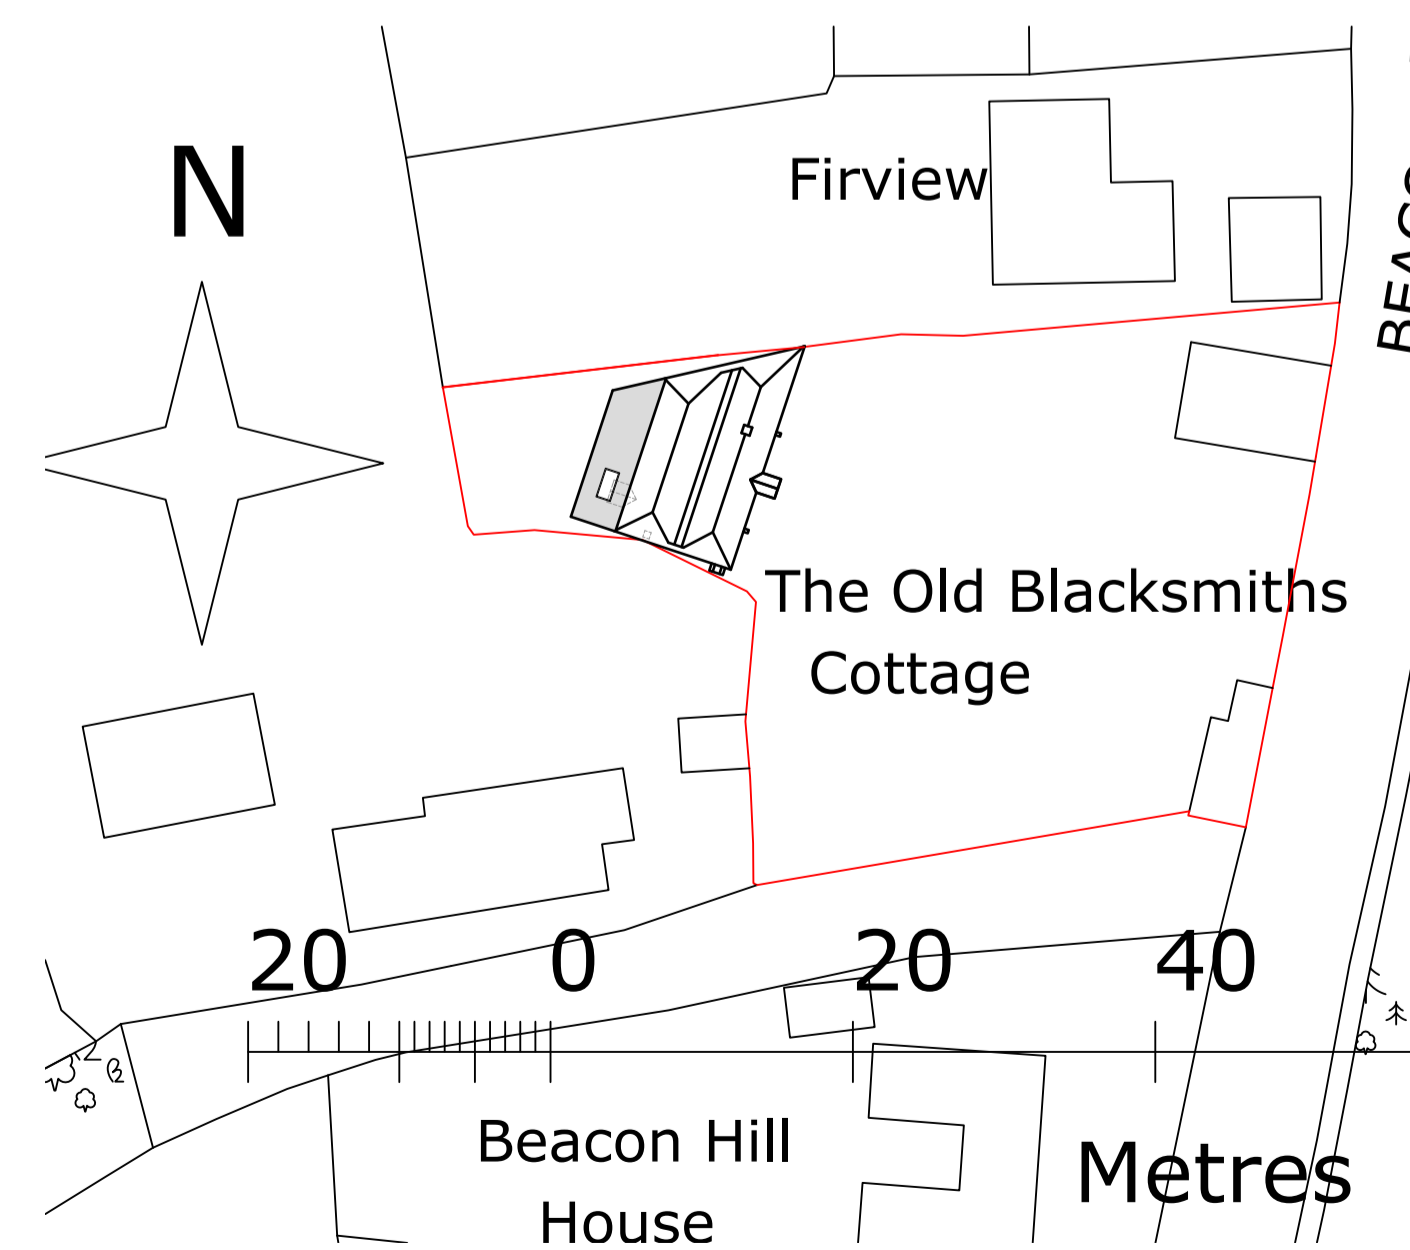 N
Firview
The Old Blacksmiths
Cottage
20 0 20 40
Beacon Hill
House
Metres